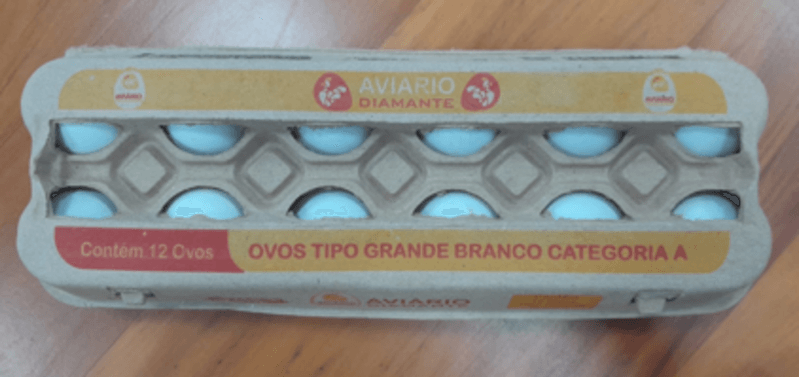 AVIARIO
DIAMANTE
Contém 12 Ovos
OVOS TIPO GRANDE BRANCO CATEGORIA A
AVIARIO